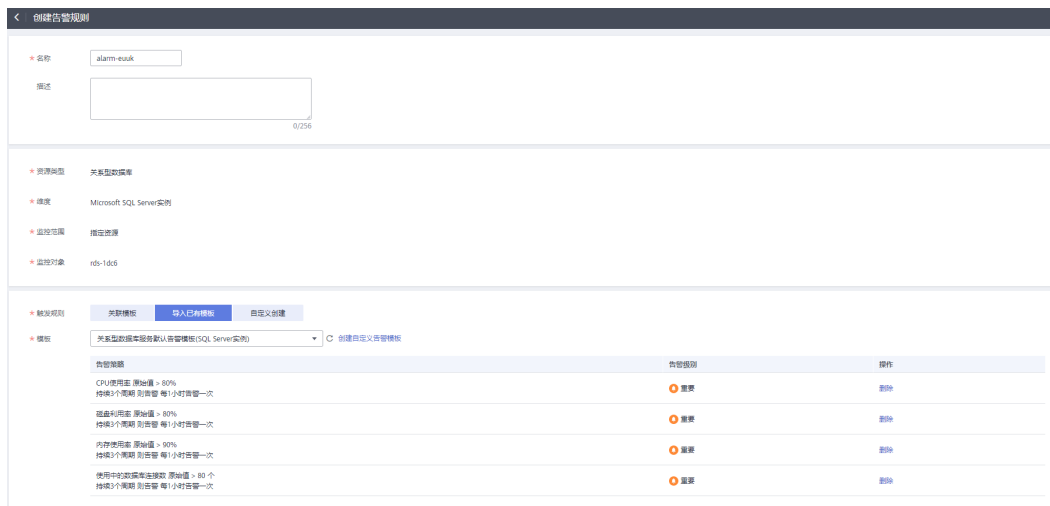 创建告警规则
* 名称 alarm-euuk
描述
0/256
* 资源类型 关系型数据库
* 维度 Microsoft SQL Server实例
* 监控范围 指定资源
* 监控对象 rds-1dc6
* 触发规则 关联模板 导入已有模板 自定义创建
* 模板 关系型数据库服务默认告警模板(SQL Server实例) 创建自定义告警模板
告警策略 告警级别 操作
CPU使用率 原始值 > 80%
持续3个周期 则告警 每1小时告警一次
重要 删除
磁盘利用率 原始值 > 80%
持续3个周期 则告警 每1小时告警一次
重要 删除
内存使用率 原始值 > 90%
持续3个周期 则告警 每1小时告警一次
重要 删除
使用中的数据库连接数 原始值 > 80 个
持续3个周期 则告警 每1小时告警一次
重要 删除